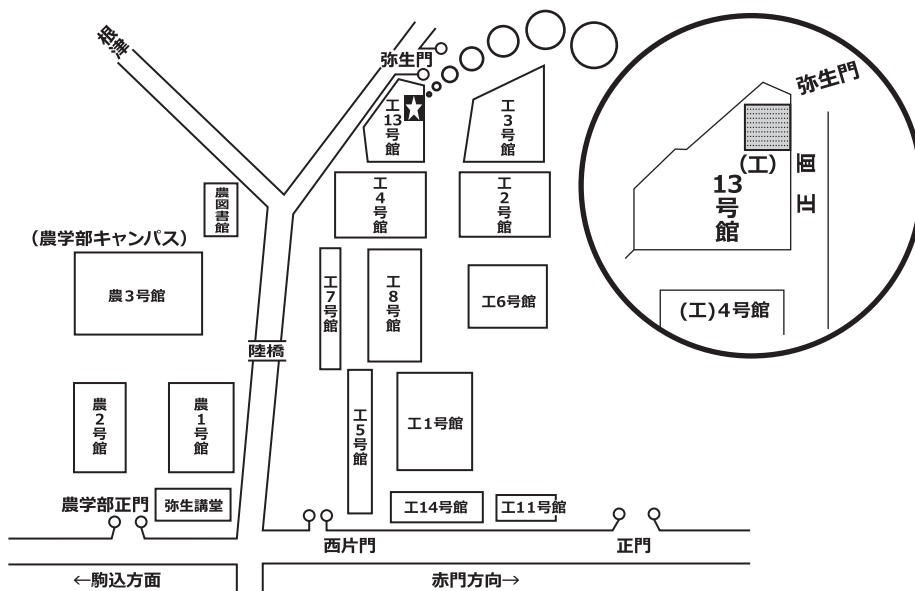 根津
弥生門
工13号館
工3号館
弥生門
(工)
13号館
正面
(工)4号館
工4号館
工2号館
農図書館
(農学部キャンパス)
農3号館
工7号館
工8号館
工6号館
陸橋
農2号館
農1号館
工5号館
工1号館
農学部正門
弥生講堂
工14号館
工11号館
西片門
正門
←駒込方面
赤門方向→